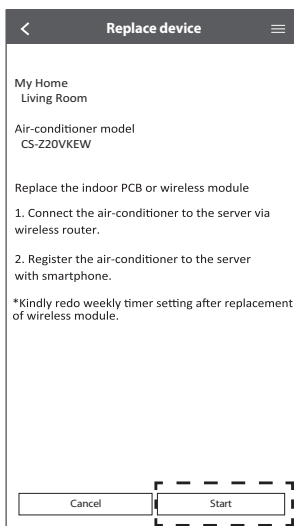 Replace device
My Home
Living Room
Air-conditioner model
CS-Z20VKEW
Replace the indoor PCB or wireless module
1. Connect the air-conditioner to the server via
wireless router.
2. Register the air-conditioner to the server
with smartphone.
*Kindly redo weekly timer setting after replacement
of wireless module.
Cancel
Start